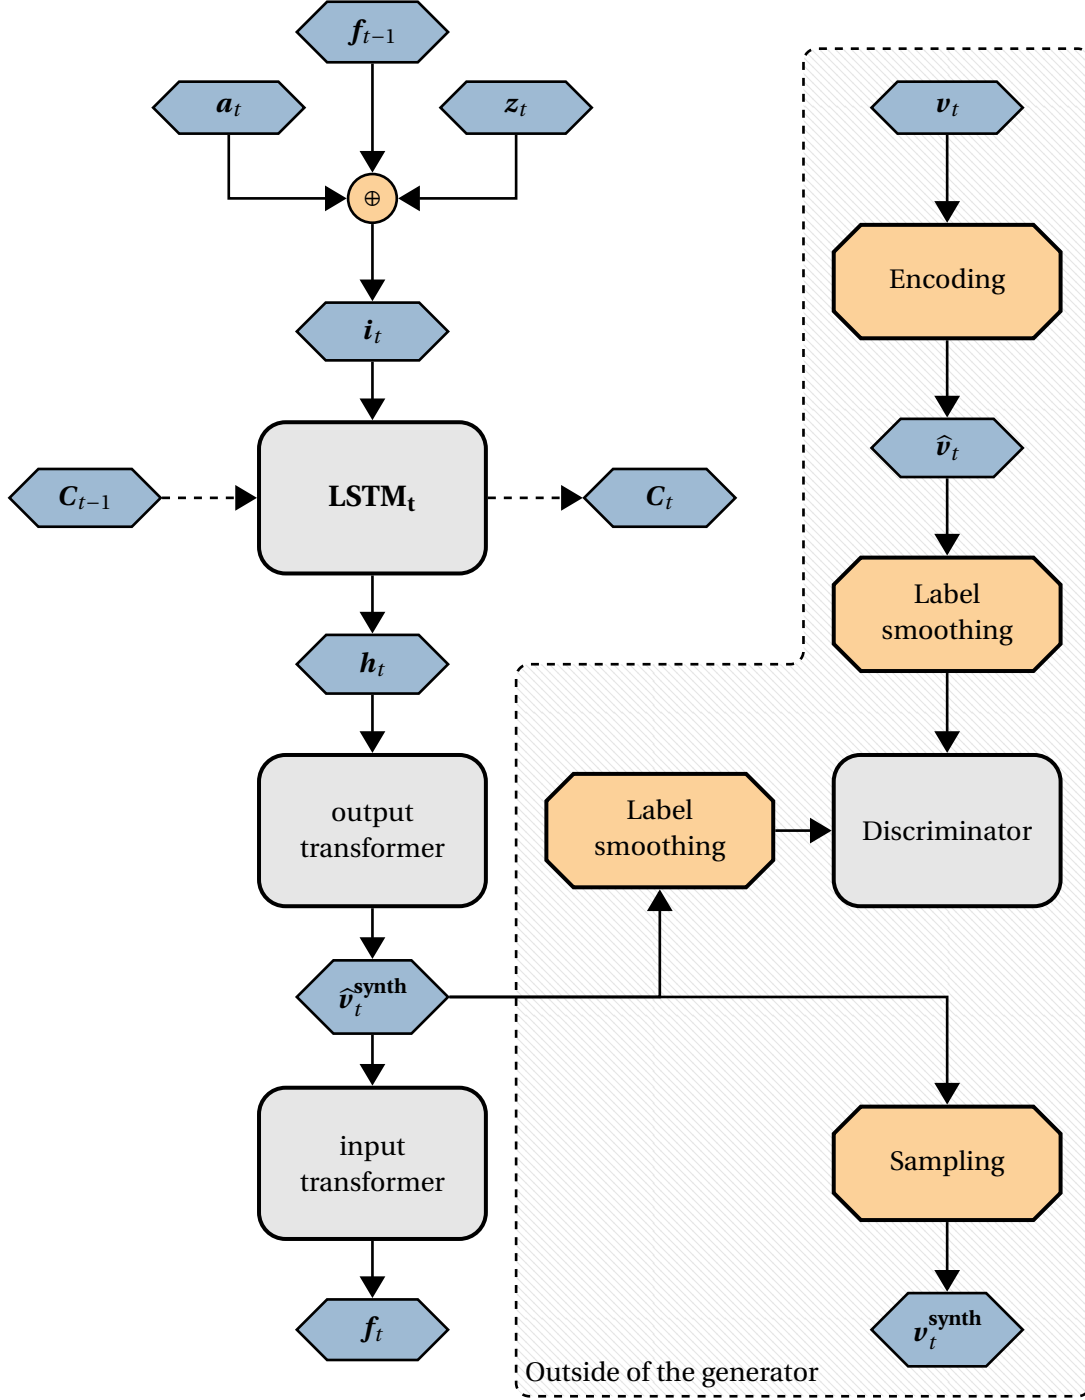 f_{t−1}
a_t
z_t
v_t
⊕
Encoding
i_t
v̂_t
C_{t−1}
LSTM_t
C_t
Label
smoothing
h_t
output
transformer
Label
smoothing
Discriminator
v̂_t^{synth}
input
transformer
Sampling
f_t
v_t^{synth}
Outside of the generator